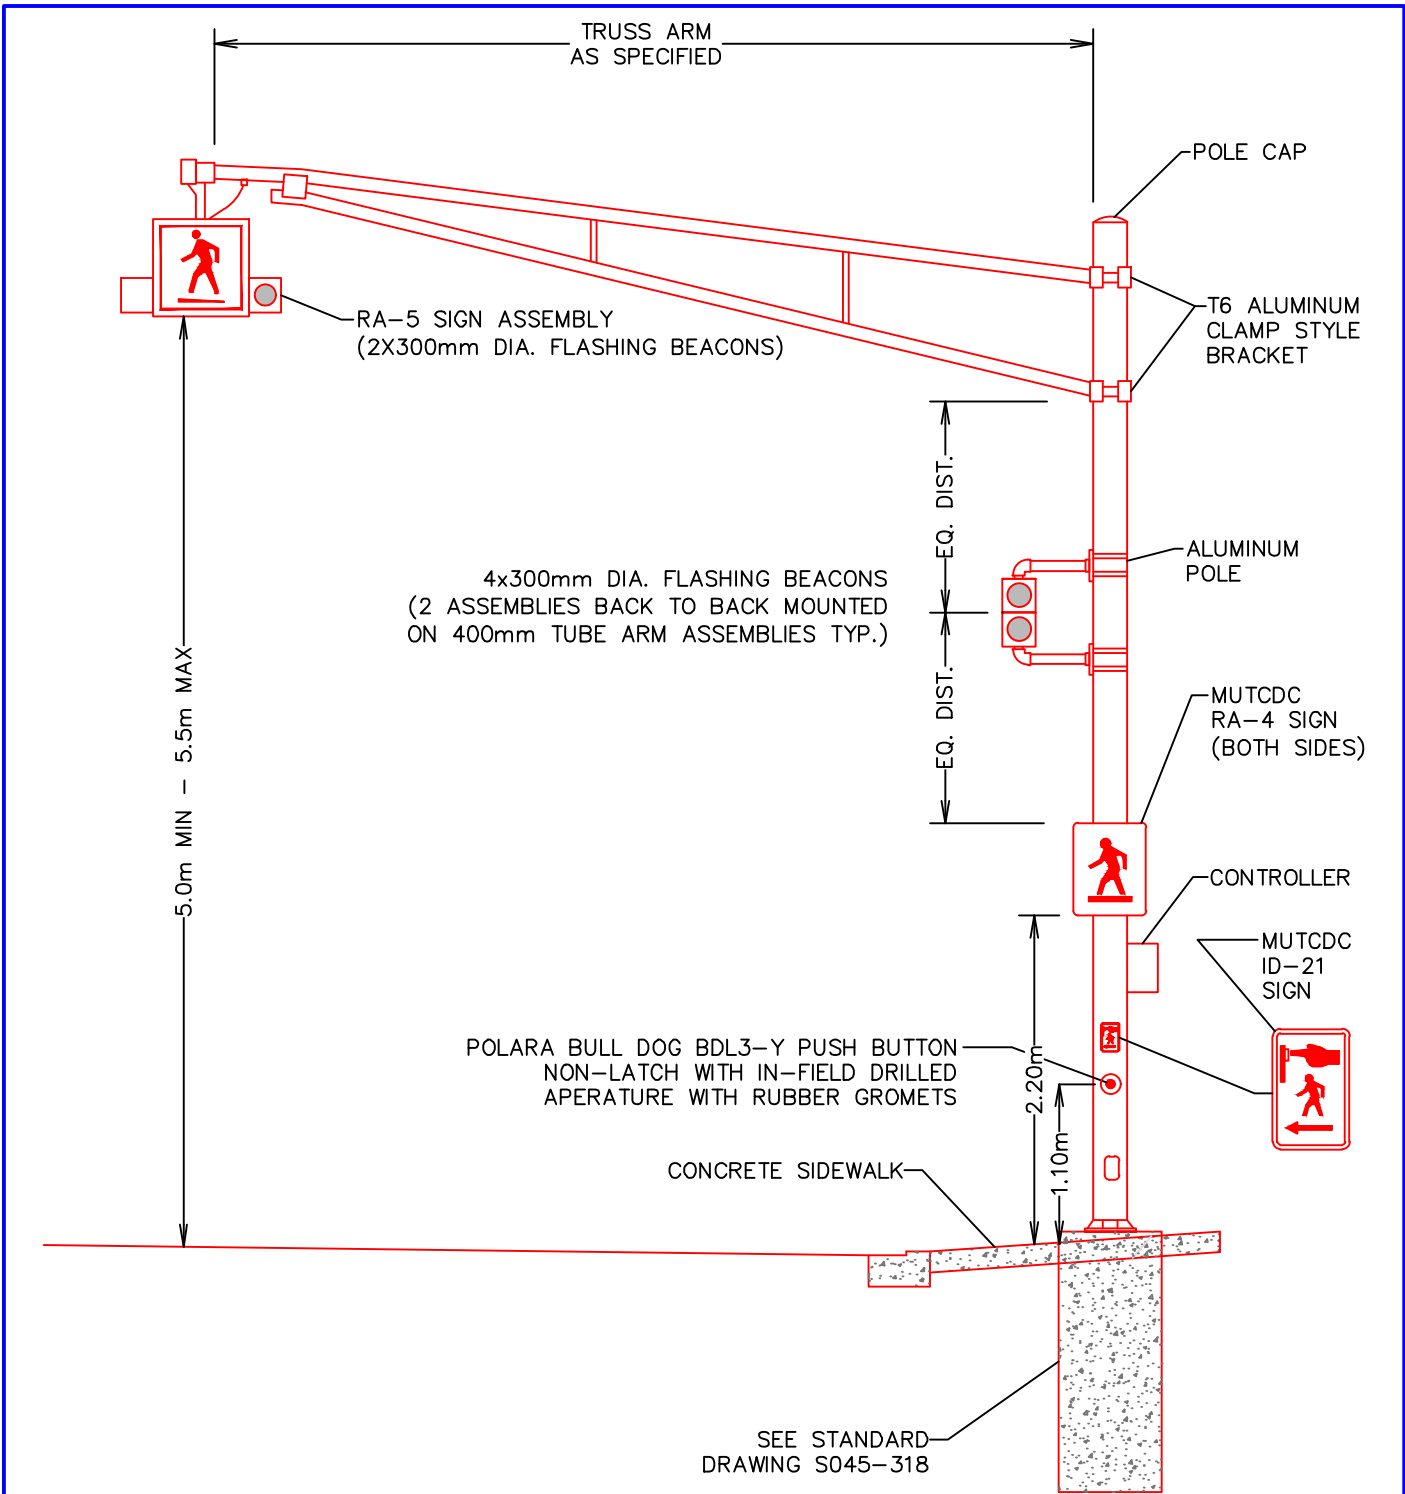 TRUSS ARM
AS SPECIFIED
POLE CAP
RA-5 SIGN ASSEMBLY
(2X300mm DIA. FLASHING BEACONS)
T6 ALUMINUM
CLAMP STYLE
BRACKET
EQ. DIST.
ALUMINUM
POLE
4x300mm DIA. FLASHING BEACONS
(2 ASSEMBLIES BACK TO BACK MOUNTED
ON 400mm TUBE ARM ASSEMBLIES TYP.)
EQ. DIST.
5.0m MIN - 5.5m MAX
MUTCDC
RA-4 SIGN
(BOTH SIDES)
CONTROLLER
MUTCDC
ID-21
SIGN
POLARA BULL DOG BDL3-Y PUSH BUTTON
NON-LATCH WITH IN-FIELD DRILLED
APERATURE WITH RUBBER GROMETS
2.20m
1.10m
CONCRETE SIDEWALK
SEE STANDARD
DRAWING S045-318